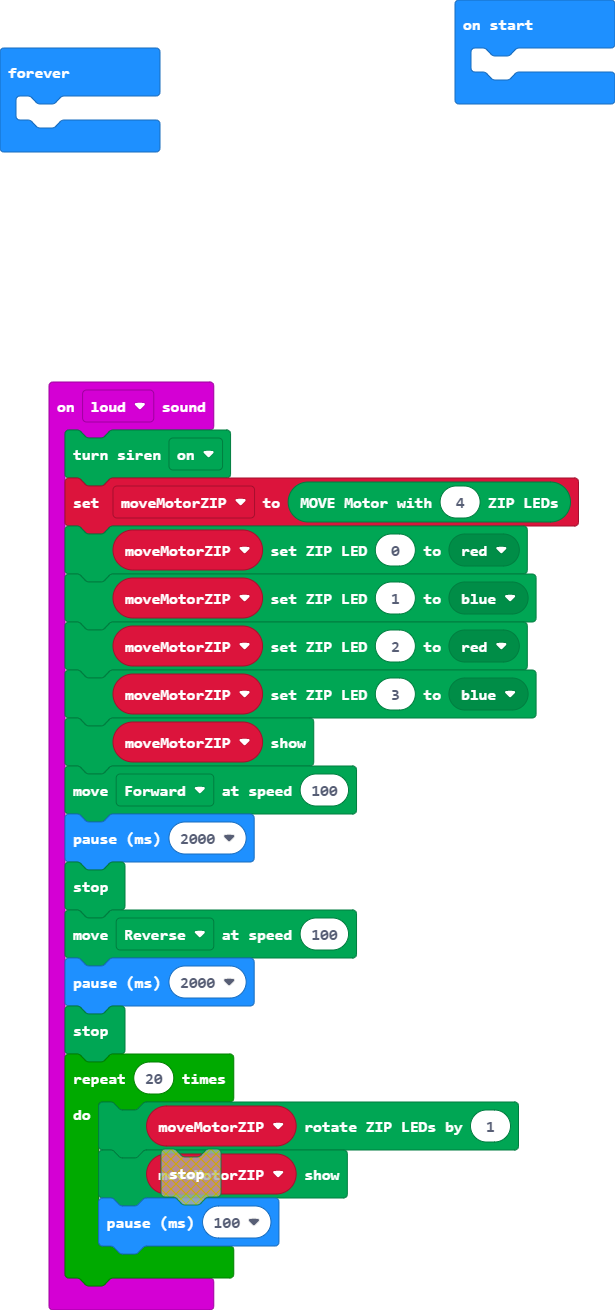 on start
forever
on loud sound
turn siren on
set moveMotorZIP to MOVE Motor with 4 ZIP LEDs
moveMotorZIP set ZIP LED 0 to red
moveMotorZIP set ZIP LED 1 to blue
moveMotorZIP set ZIP LED 2 to red
moveMotorZIP set ZIP LED 3 to blue
moveMotorZIP show
move Forward at speed 100
pause (ms) 2000
stop
move Reverse at speed 100
pause (ms) 2000
stop
repeat 20 times
do
moveMotorZIP rotate ZIP LEDs by 1
stop
moveMotorZIP show
pause (ms) 100